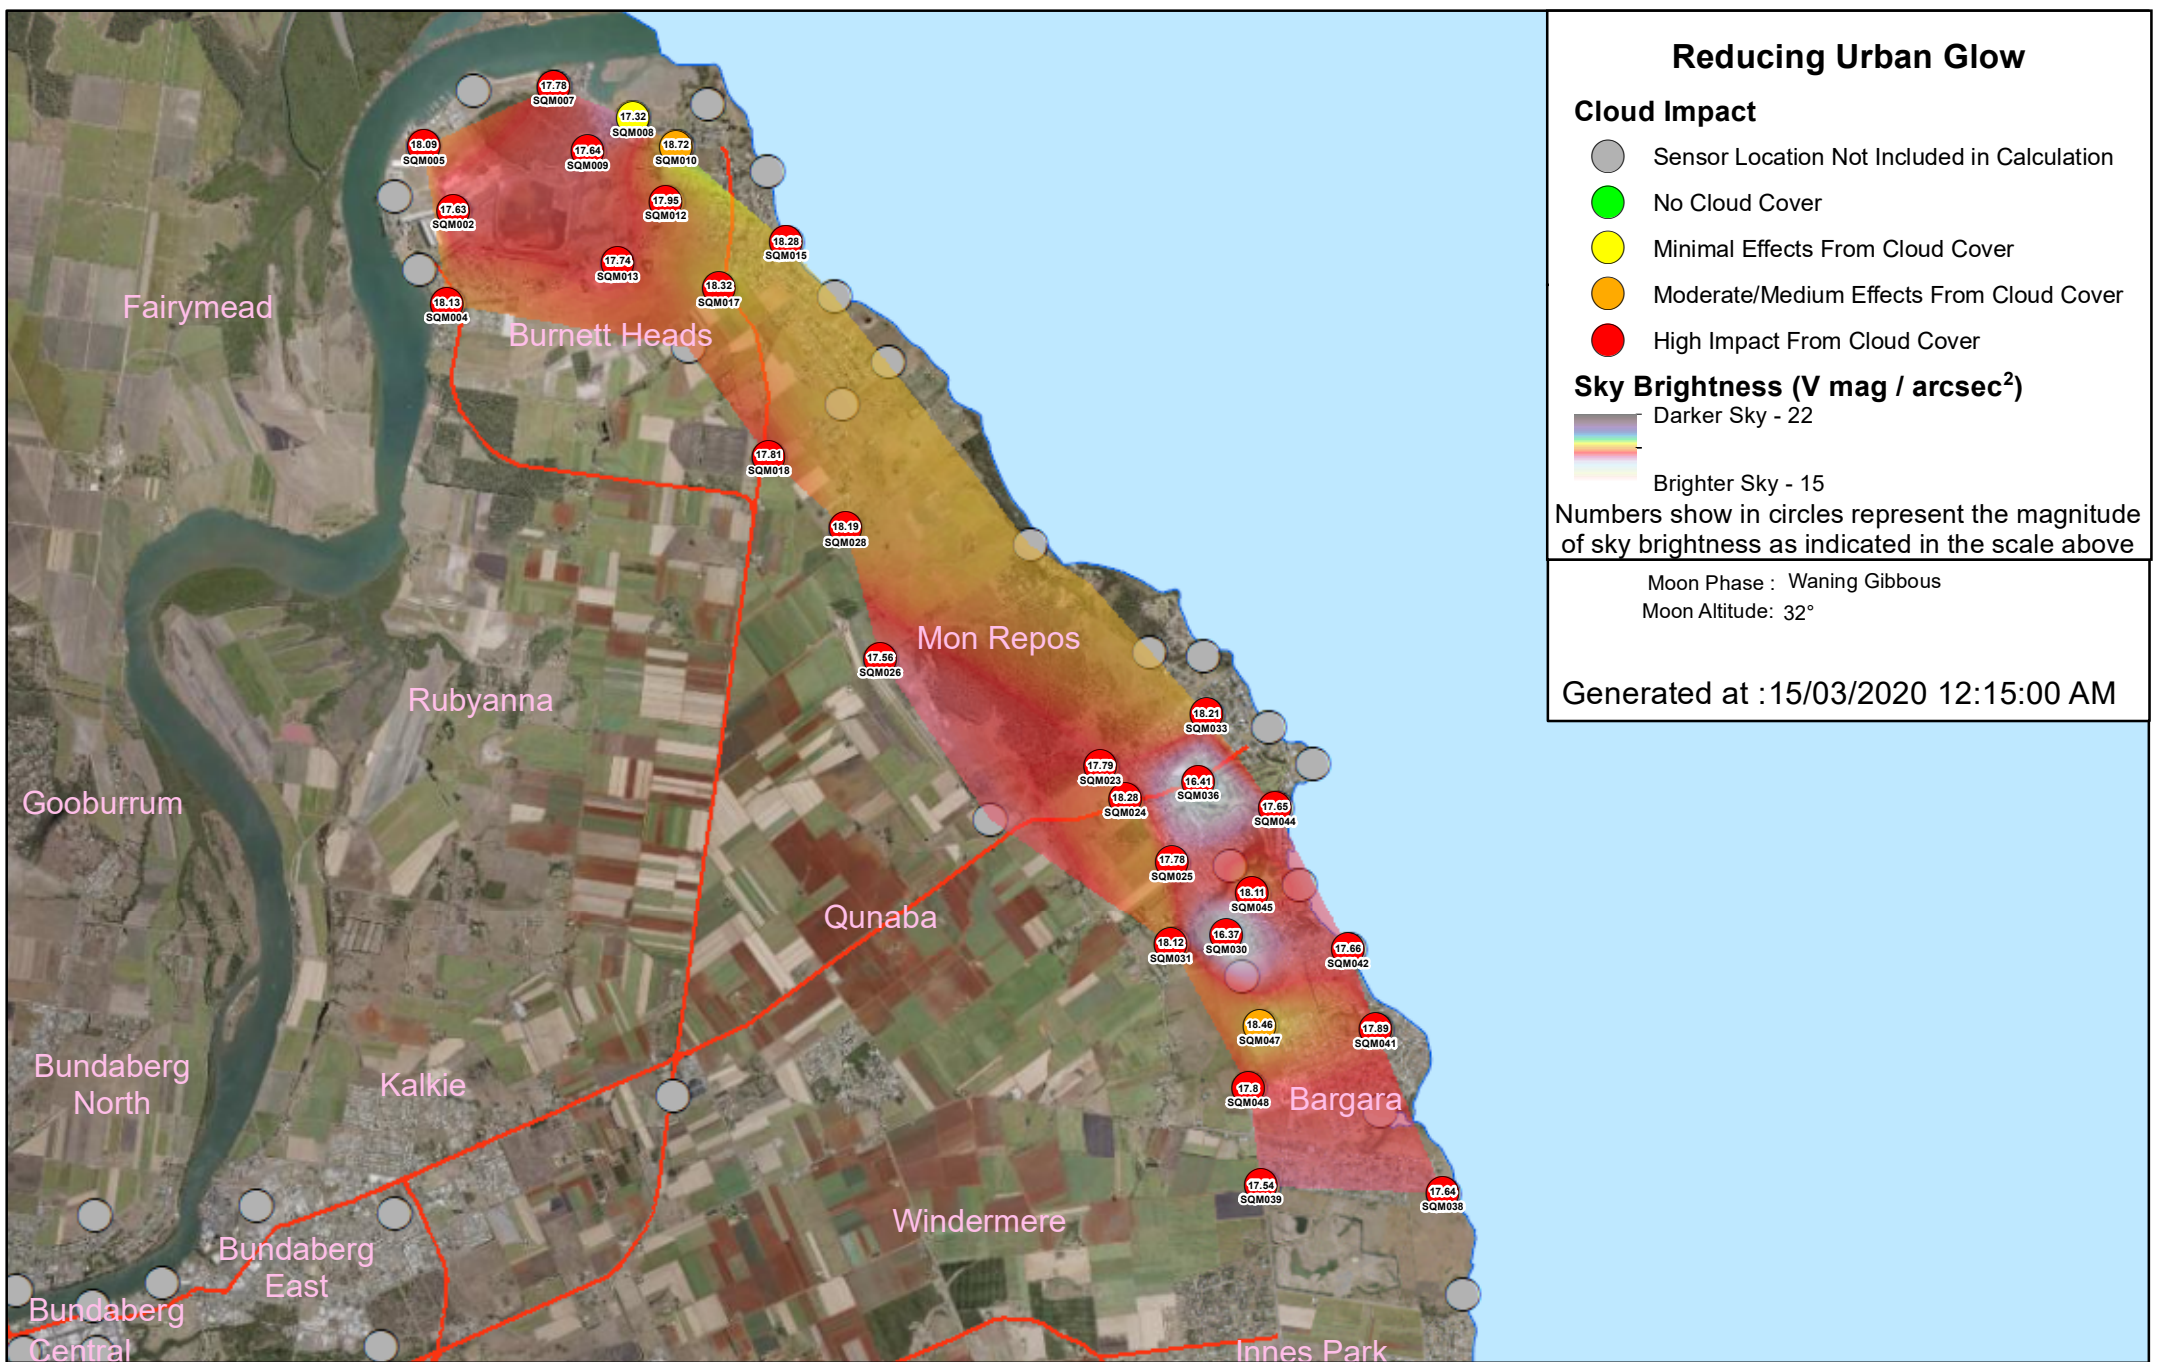 Reducing Urban Glow
Cloud Impact
Sensor Location Not Included in Calculation
No Cloud Cover
Minimal Effects From Cloud Cover
Moderate/Medium Effects From Cloud Cover
High Impact From Cloud Cover
Sky Brightness (V mag / arcsec²)
Darker Sky - 22
Brighter Sky - 15
Numbers show in circles represent the magnitude
of sky brightness as indicated in the scale above
Moon Phase : Waning Gibbous
Moon Altitude: 32°
Generated at :15/03/2020 12:15:00 AM
17.78
SQM007
17.32
SQM008
18.09
SQM005
17.64
SQM009
18.72
SQM010
17.63
SQM002
17.95
SQM012
18.28
SQM015
17.74
SQM013
18.32
SQM017
18.13
SQM004
Fairymead
Burnett Heads
17.81
SQM018
18.19
SQM028
Mon Repos
17.56
SQM026
Rubyanna
18.21
SQM033
17.79
SQM023
16.41
SQM036
18.28
SQM024
17.65
SQM044
Gooburrum
17.78
SQM025
18.11
SQM045
Qunaba
16.37
SQM030
18.12
SQM031
17.66
SQM042
18.46
SQM047
17.89
SQM041
Bundaberg
North
Kalkie
17.8
SQM048
Bargara
17.54
SQM039
17.64
SQM038
Windermere
Bundaberg
East
Bundaberg
Central
Innes Park